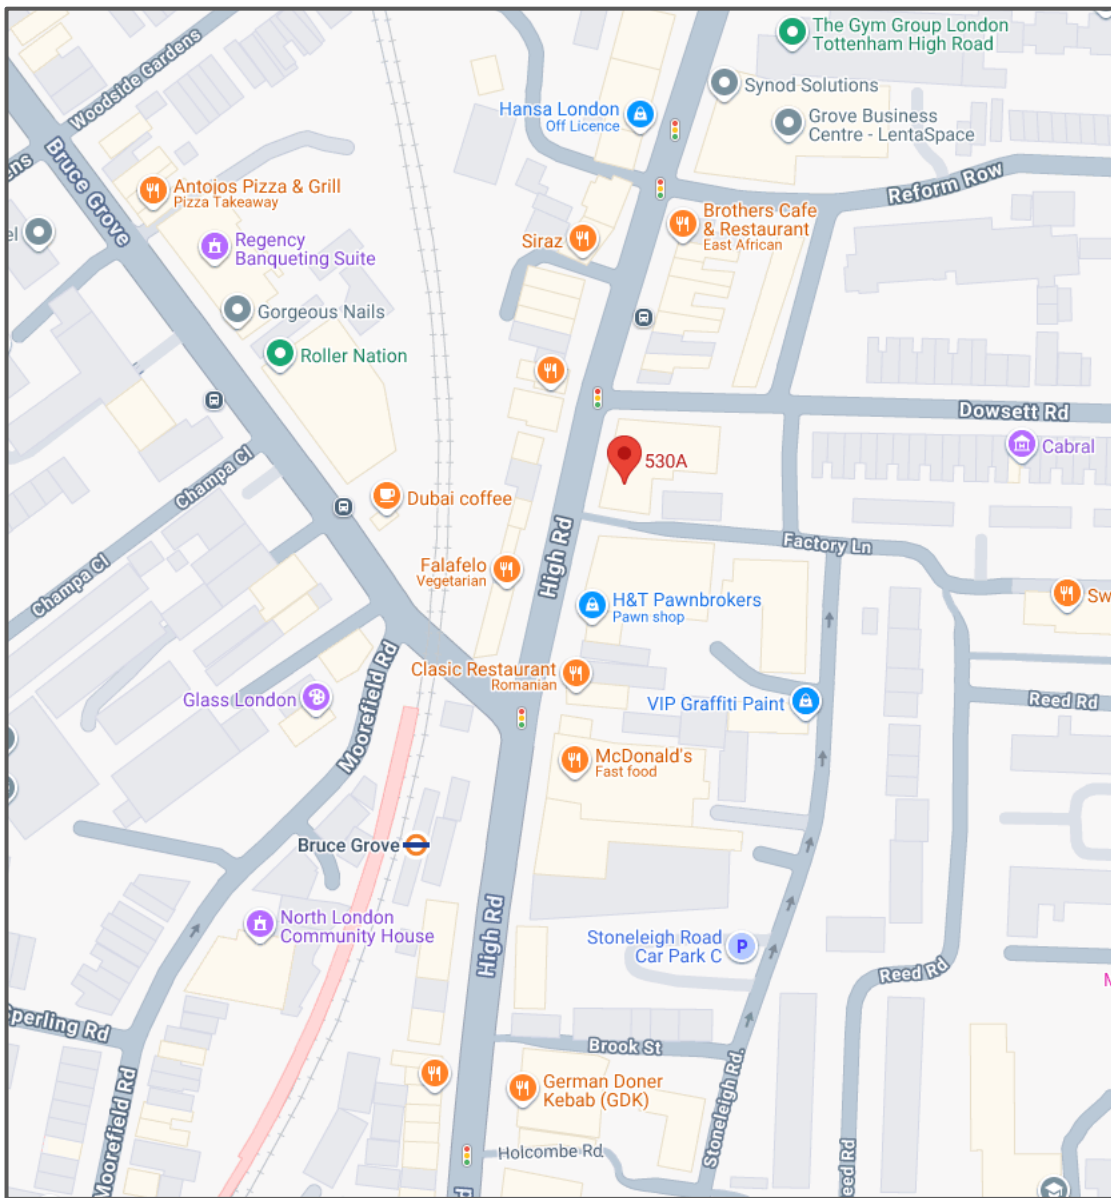 The Gym Group London
Tottenham High Road
Woodside Gardens
Synod Solutions
Hansa London
Off Licence
Grove Business
Centre - LentaSpace
ens
Bruce Grove
Antojos Pizza & Grill
Pizza Takeaway
Reform Row
Brothers Cafe
& Restaurant
East African
el
Siraz
Regency
Banqueting Suite
Gorgeous Nails
Roller Nation
Dowsett Rd
Cabral
530A
Champa Cl
Dubai coffee
High Rd
Factory Ln
Falafelo
Vegetarian
Champa Cl
H&T Pawnbrokers
Pawn shop
Sw
Clasic Restaurant
Romanian
Moorefield Rd
Glass London
VIP Graffiti Paint
Reed Rd
McDonald's
Fast food
Bruce Grove
North London
Community House
High Rd
Stoneleigh Road
Car Park C
P
Reed Rd
M
Sperling Rd
Brook St
German Doner
Kebab (GDK)
Stoneleigh Rd.
Moorefield Rd
Holcombe Rd
Reed Rd
d